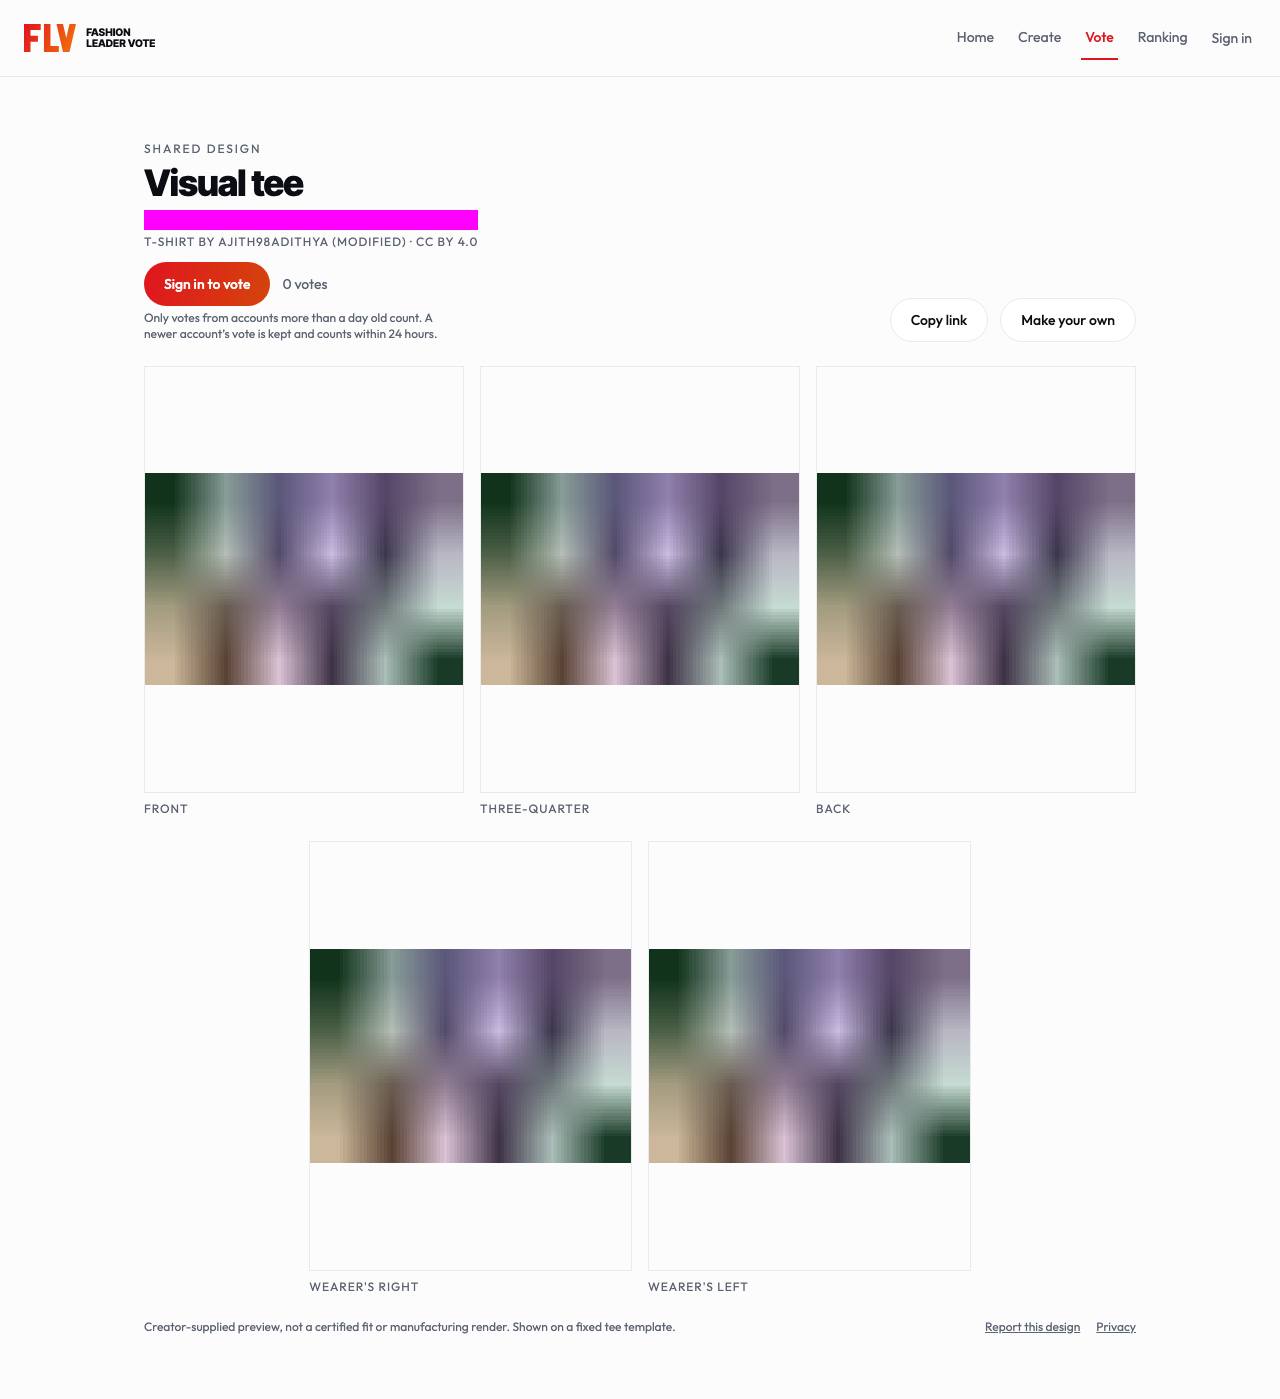 FLV FASHION
LEADER VOTE
Home Create Vote Ranking Sign in
SHARED DESIGN
Visual tee
T-SHIRT BY AJITH98ADITHYA (MODIFIED) · CC BY 4.0
Sign in to vote 0 votes
Only votes from accounts more than a day old count. A
newer account's vote is kept and counts within 24 hours.
Copy link Make your own
FRONT THREE-QUARTER BACK
WEARER'S RIGHT WEARER'S LEFT
Creator-supplied preview, not a certified fit or manufacturing render. Shown on a fixed tee template. Report this design Privacy